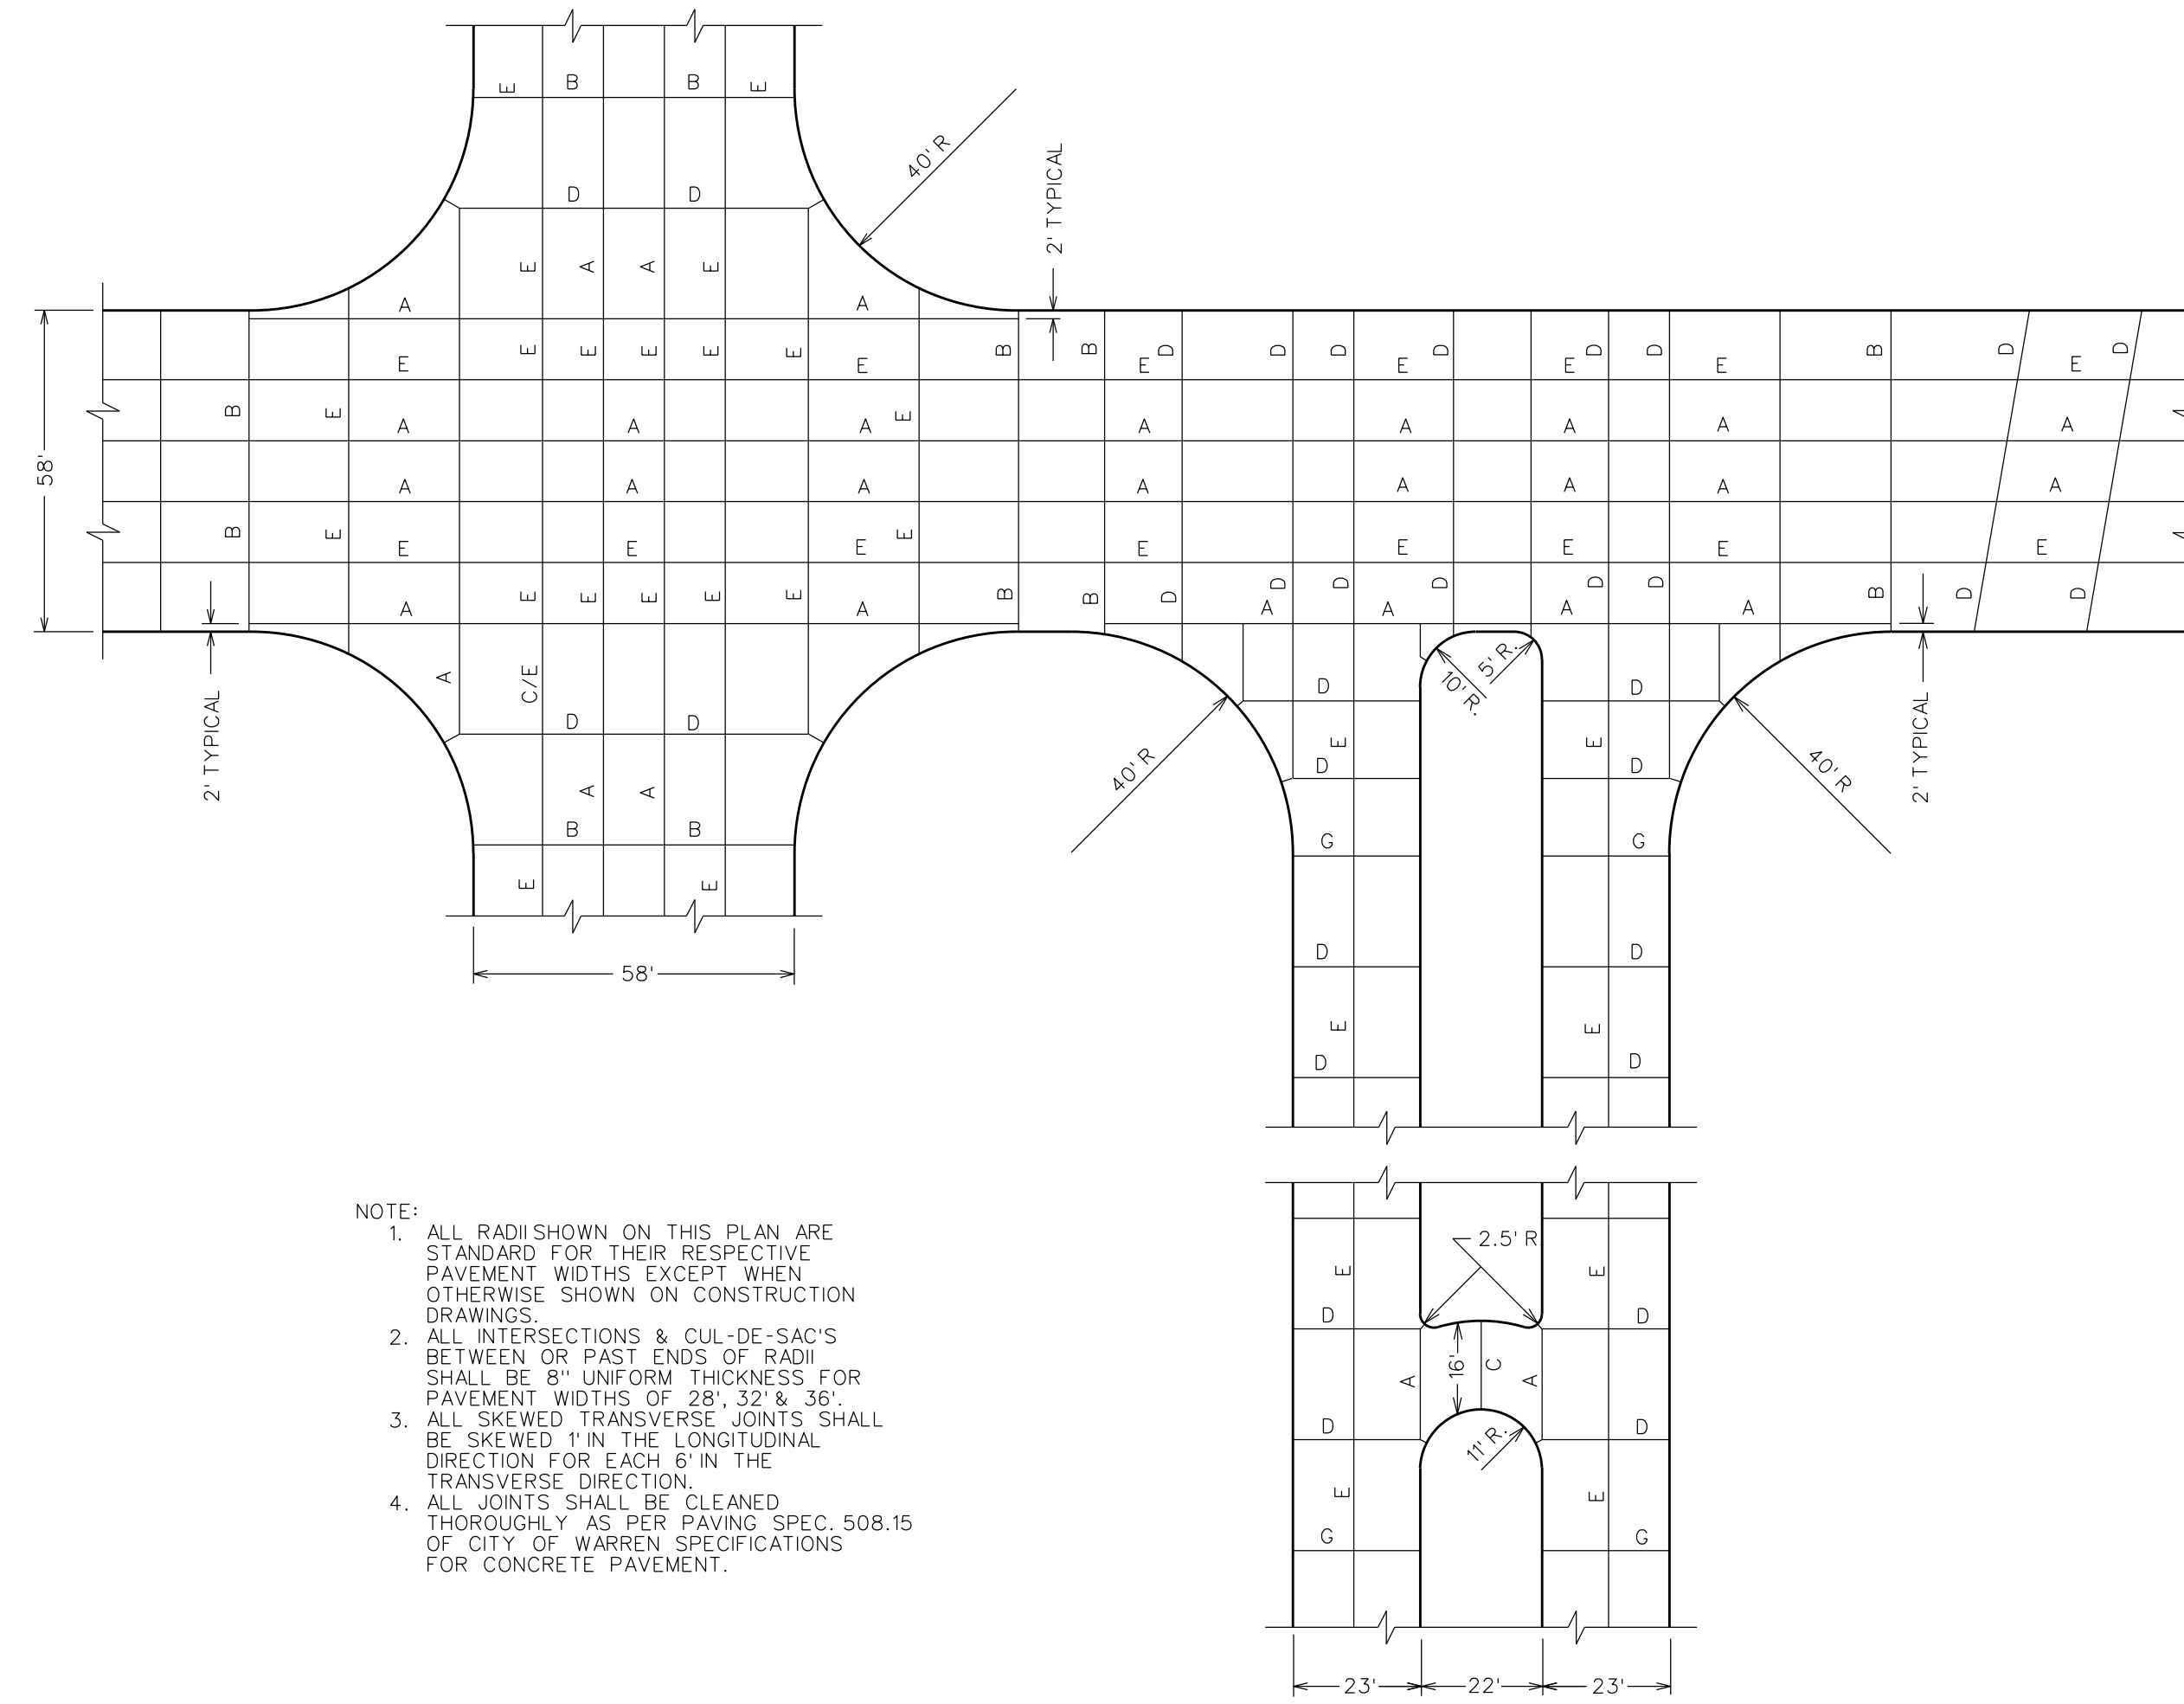 E B B E
40' R
D D
2' TYPICAL
E A A E
A A
E E E E E E E B B E D D D E D E D D E B D E D
58'
B E A A A E A A A A A
A A A A A A A A
B E E E E E B B E D D D E D E D D E B D E D
A E E E E E A A A A A
2' TYPICAL
A C/E
D D
10' R.
5' R.
D D
E E
D D
40' R
40' R
2' TYPICAL
A A
B B
G G
E E
D D
58'
E E
D D
NOTE:
1. ALL RADII SHOWN ON THIS PLAN ARE
STANDARD FOR THEIR RESPECTIVE
PAVEMENT WIDTHS EXCEPT WHEN
OTHERWISE SHOWN ON CONSTRUCTION
DRAWINGS.
2. ALL INTERSECTIONS & CUL-DE-SAC'S
BETWEEN OR PAST ENDS OF RADII
SHALL BE 8" UNIFORM THICKNESS FOR
PAVEMENT WIDTHS OF 28', 32' & 36'.
3. ALL SKEWED TRANSVERSE JOINTS SHALL
BE SKEWED 1' IN THE LONGITUDINAL
DIRECTION FOR EACH 6' IN THE
TRANSVERSE DIRECTION.
4. ALL JOINTS SHALL BE CLEANED
THOROUGHLY AS PER PAVING SPEC. 508.15
OF CITY OF WARREN SPECIFICATIONS
FOR CONCRETE PAVEMENT.
2.5' R
E E
D D
A 16' C A
D D
11' R.
E E
G G
23' 22' 23'